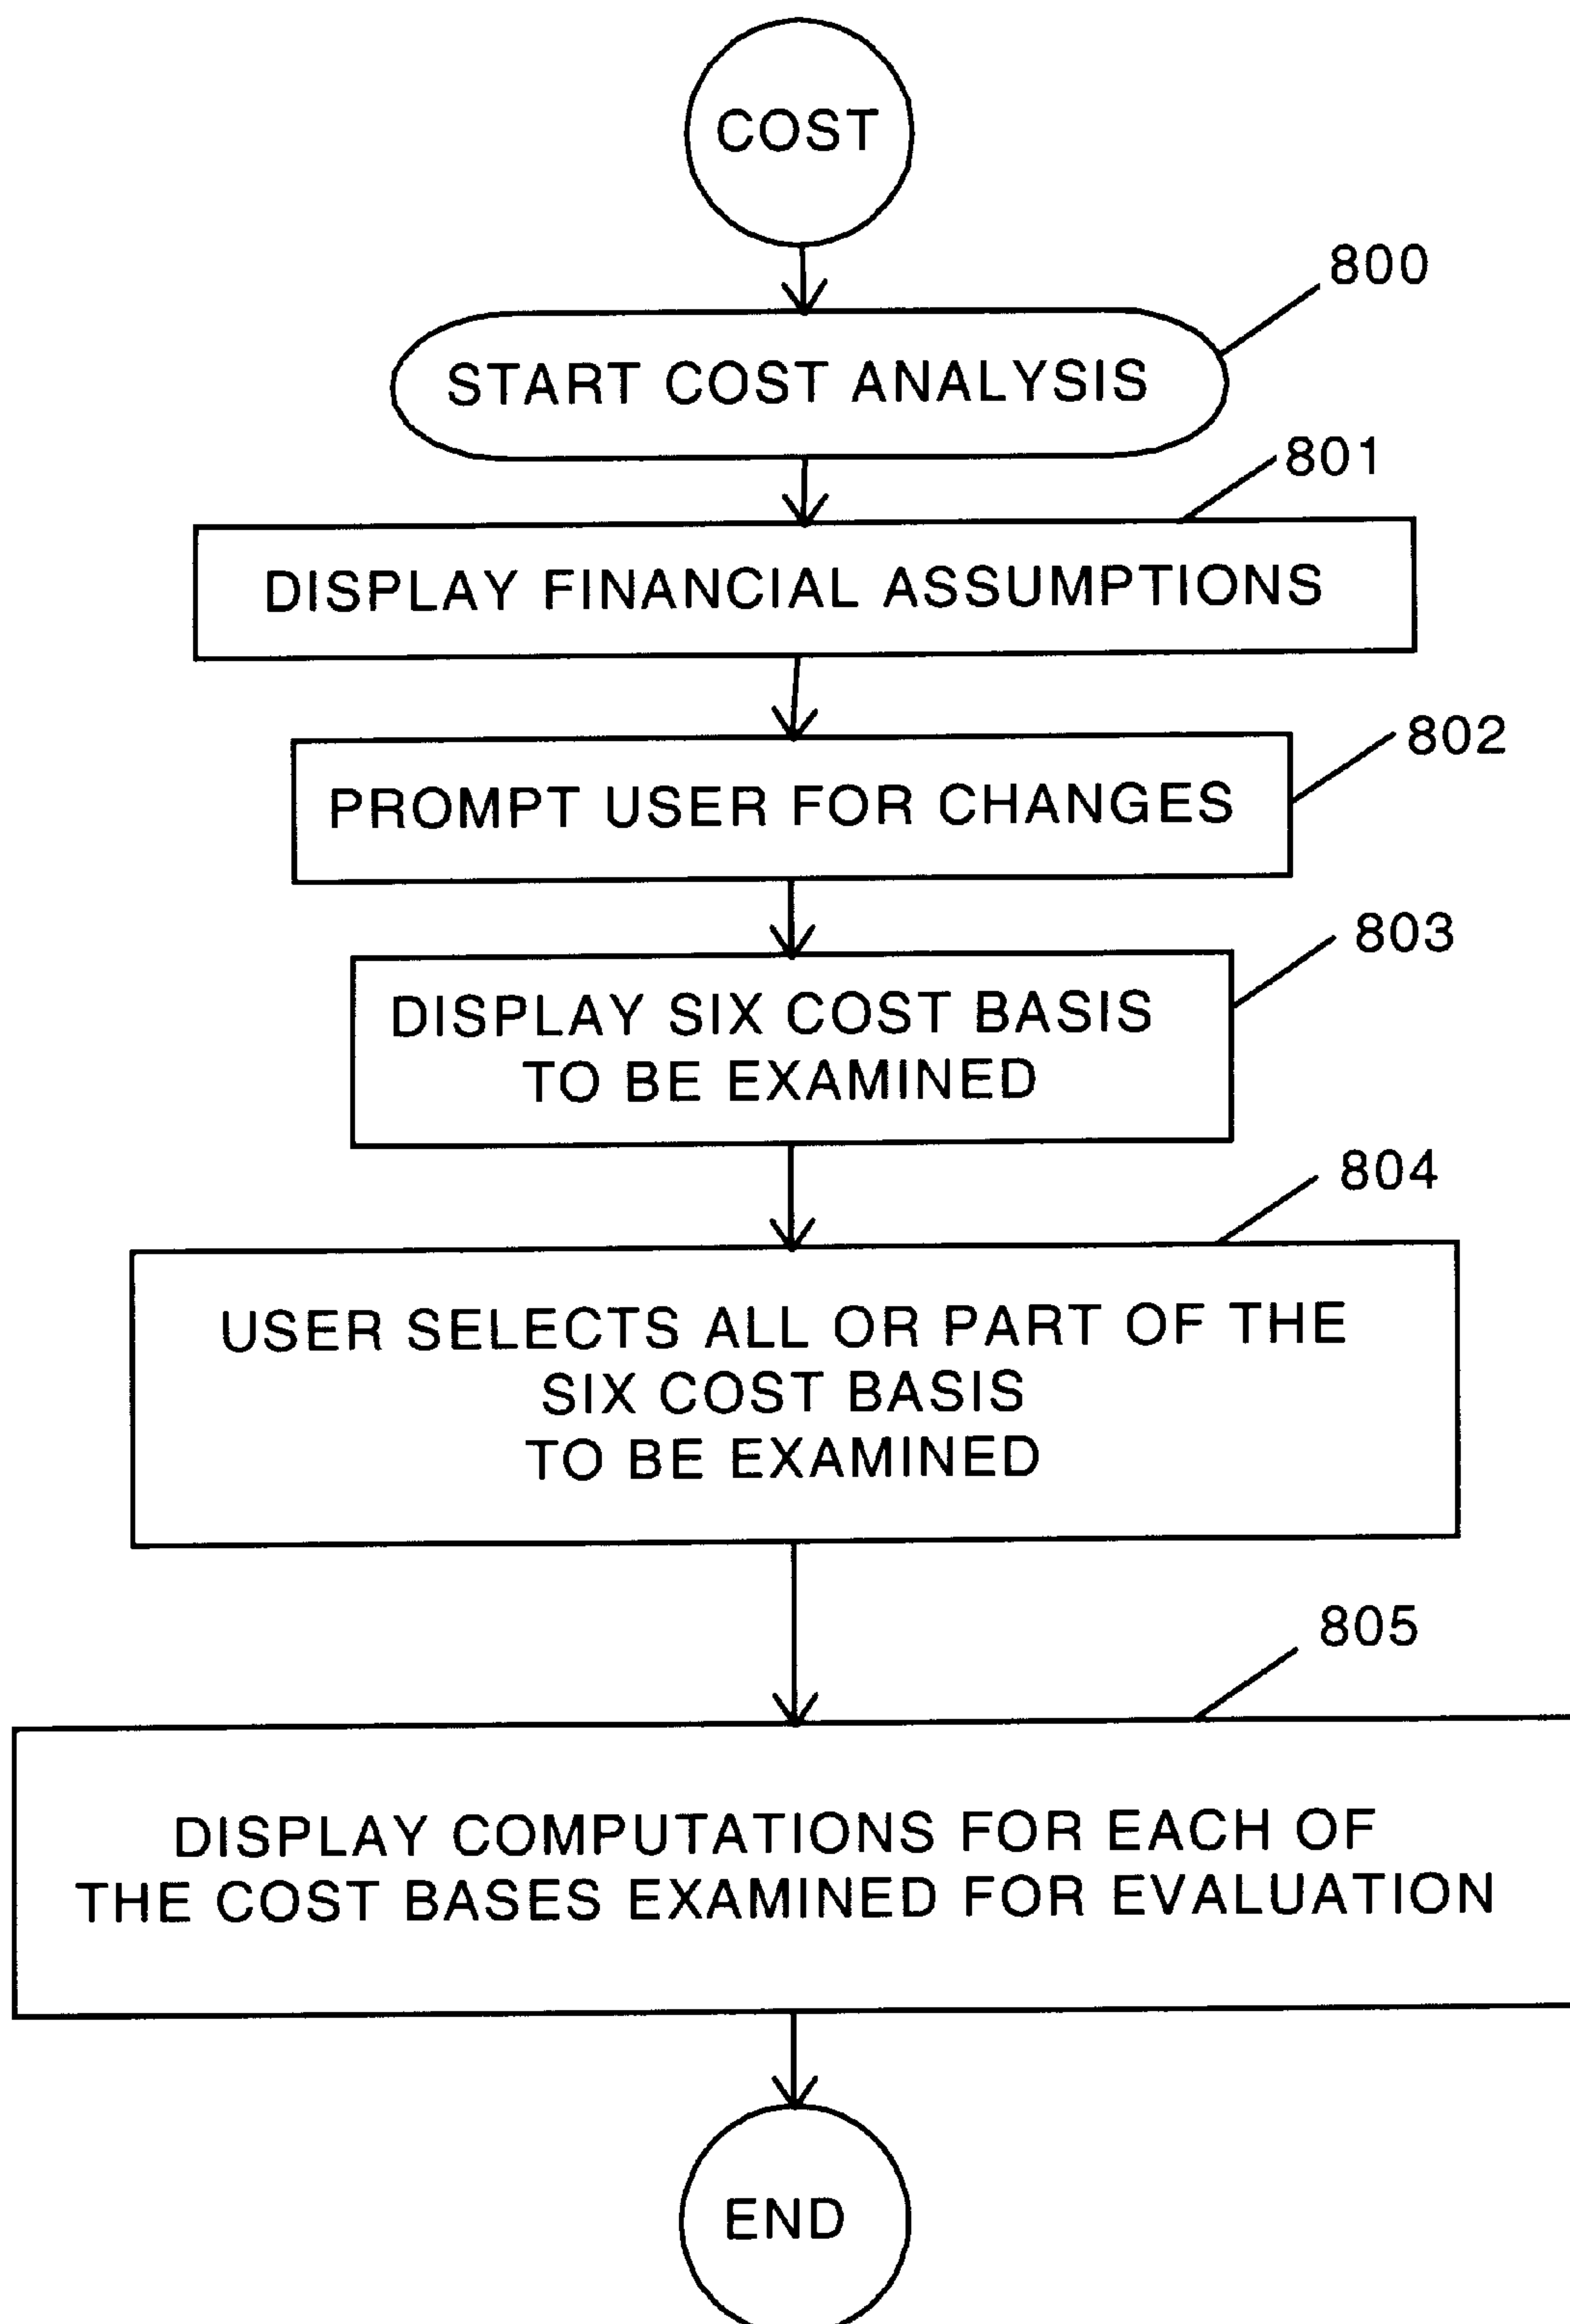 COST
800
START COST ANALYSIS
801
DISPLAY FINANCIAL ASSUMPTIONS
802
PROMPT USER FOR CHANGES
803
DISPLAY SIX COST BASIS
TO BE EXAMINED
804
USER SELECTS ALL OR PART OF THE
SIX COST BASIS
TO BE EXAMINED
805
DISPLAY COMPUTATIONS FOR EACH OF
THE COST BASES EXAMINED FOR EVALUATION
END